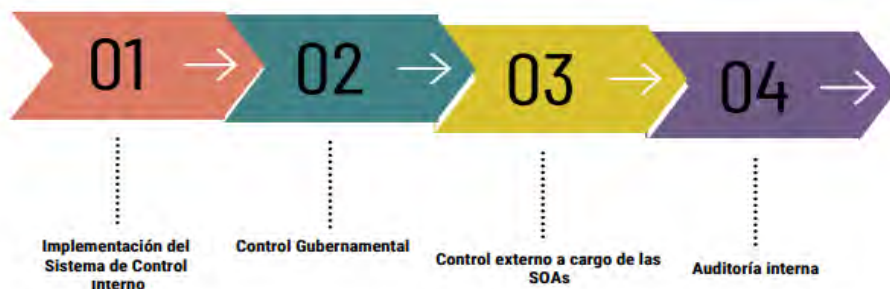 01
02
03
04
Implementación del
Sistema de Control
Interno
Control Gubernamental
Control externo a cargo de las
SOAs
Auditoría interna